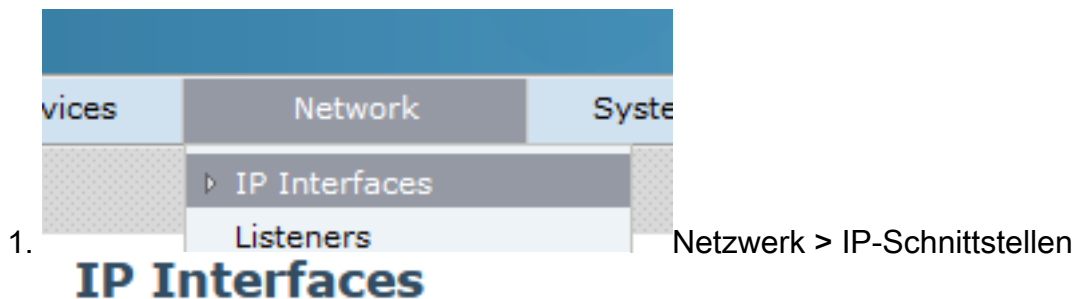 vices Network Syste
IP Interfaces
Listeners
1. Netzwerk > IP-Schnittstellen
IP Interfaces